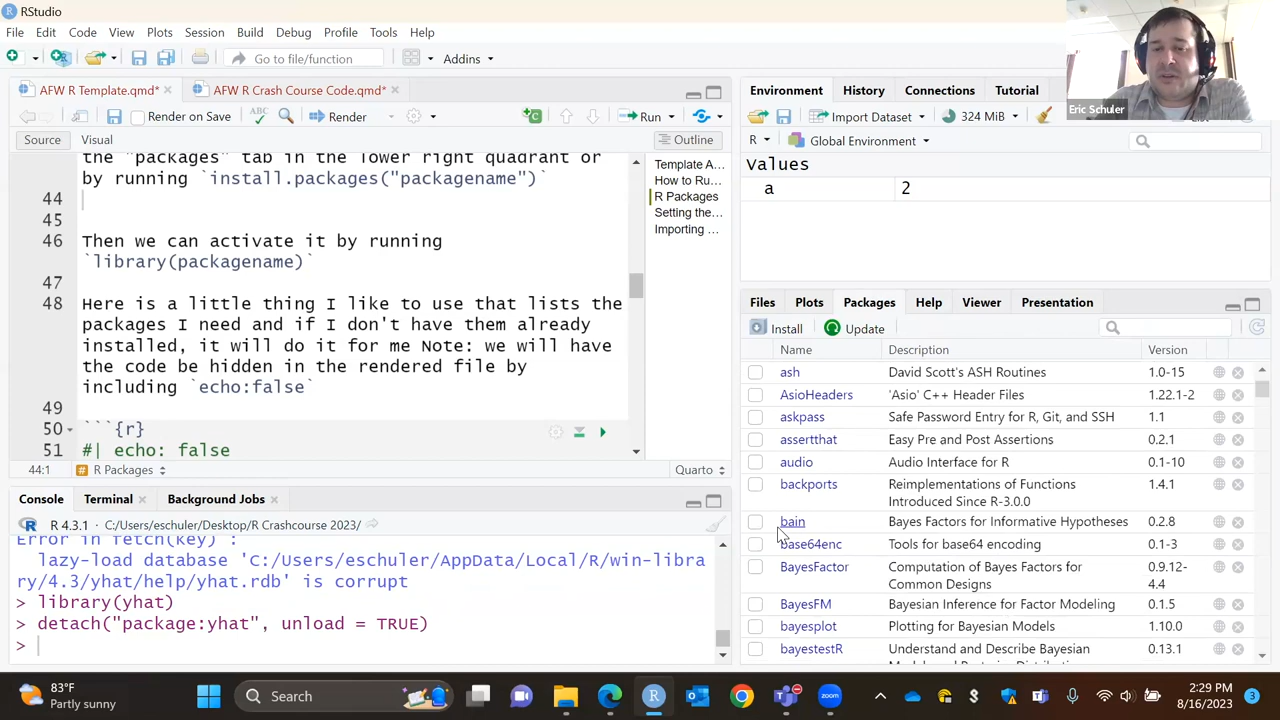 RStudio
File Edit Code View Plots Session Build Debug Profile Tools Help
Go to file/function
Addins
AFW R Template.qmd*
AFW R Crash Course Code.qmd*
Render on Save
ABC
Render
Run
Source Visual
Outline
the "packages" tab in the lower right quadrant or
by running `install.packages("packagename")`
44
45
46 Then we can activate it by running
`library(packagename)`
47
48 Here is a little thing I like to use that lists the
packages I need and if I don't have them already
installed, it will do it for me Note: we will have
the code be hidden in the rendered file by
including `echo:false`
49
50 ```{r}
51 #| echo: false
44:1 # R Packages Quarto
Template A...
How to Ru...
R Packages
Setting the...
Importing ...
Console Terminal Background Jobs
R 4.3.1 · C:/Users/eschuler/Desktop/R Crashcourse 2023/
Error in fetch(key) :
lazy-load database 'C:/Users/eschuler/AppData/Local/R/win-libra
ry/4.3/yhat/help/yhat.rdb' is corrupt
> library(yhat)
> detach("package:yhat", unload = TRUE)
>
Environment History Connections Tutorial
Import Dataset 324 MiB
R Global Environment
Values
a 2
Eric Schuler
Files Plots Packages Help Viewer Presentation
Install Update
Name Description Version
ash David Scott's ASH Routines 1.0-15
AsioHeaders 'Asio' C++ Header Files 1.22.1-2
askpass Safe Password Entry for R, Git, and SSH 1.1
assertthat Easy Pre and Post Assertions 0.2.1
audio Audio Interface for R 0.1-10
backports Reimplementations of Functions 1.4.1
Introduced Since R-3.0.0
bain Bayes Factors for Informative Hypotheses 0.2.8
base64enc Tools for base64 encoding 0.1-3
BayesFactor Computation of Bayes Factors for 0.9.12-
Common Designs 4.4
BayesFM Bayesian Inference for Factor Modeling 0.1.5
bayesplot Plotting for Bayesian Models 1.10.0
bayestestR Understand and Describe Bayesian 0.13.1
83°F
Partly sunny
Search
zoom
2:29 PM
8/16/2023
3